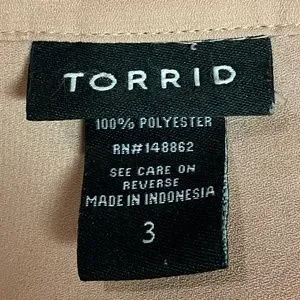 TORRID
100% POLYESTER
RN#148862
SEE CARE ON
REVERSE
MADE IN INDONESIA
3